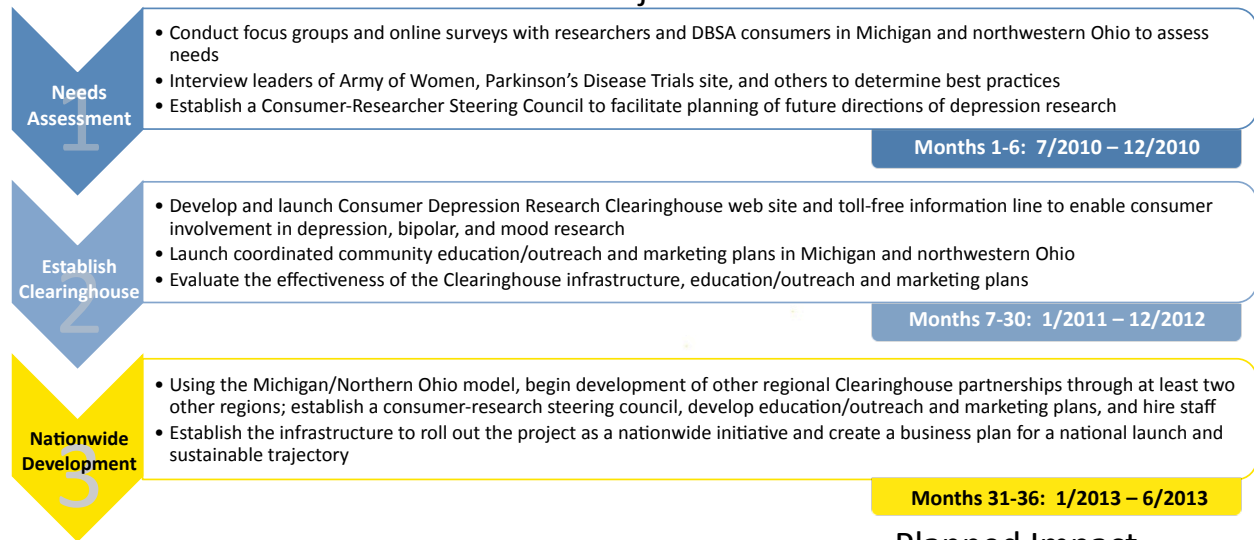 Needs
Assessment
1
• Conduct focus groups and online surveys with researchers and DBSA consumers in Michigan and northwestern Ohio to assess
needs
• Interview leaders of Army of Women, Parkinson's Disease Trials site, and others to determine best practices
• Establish a Consumer-Researcher Steering Council to facilitate planning of future directions of depression research
Months 1-6: 7/2010 – 12/2010
Establish
Clearinghouse
2
• Develop and launch Consumer Depression Research Clearinghouse web site and toll-free information line to enable consumer
involvement in depression, bipolar, and mood research
• Launch coordinated community education/outreach and marketing plans in Michigan and northwestern Ohio
• Evaluate the effectiveness of the Clearinghouse infrastructure, education/outreach and marketing plans
Months 7-30: 1/2011 – 12/2012
Nationwide
Development
3
• Using the Michigan/Northern Ohio model, begin development of other regional Clearinghouse partnerships through at least two
other regions; establish a consumer-research steering council, develop education/outreach and marketing plans, and hire staff
• Establish the infrastructure to roll out the project as a nationwide initiative and create a business plan for a national launch and
sustainable trajectory
Months 31-36: 1/2013 – 6/2013
Planned Impact